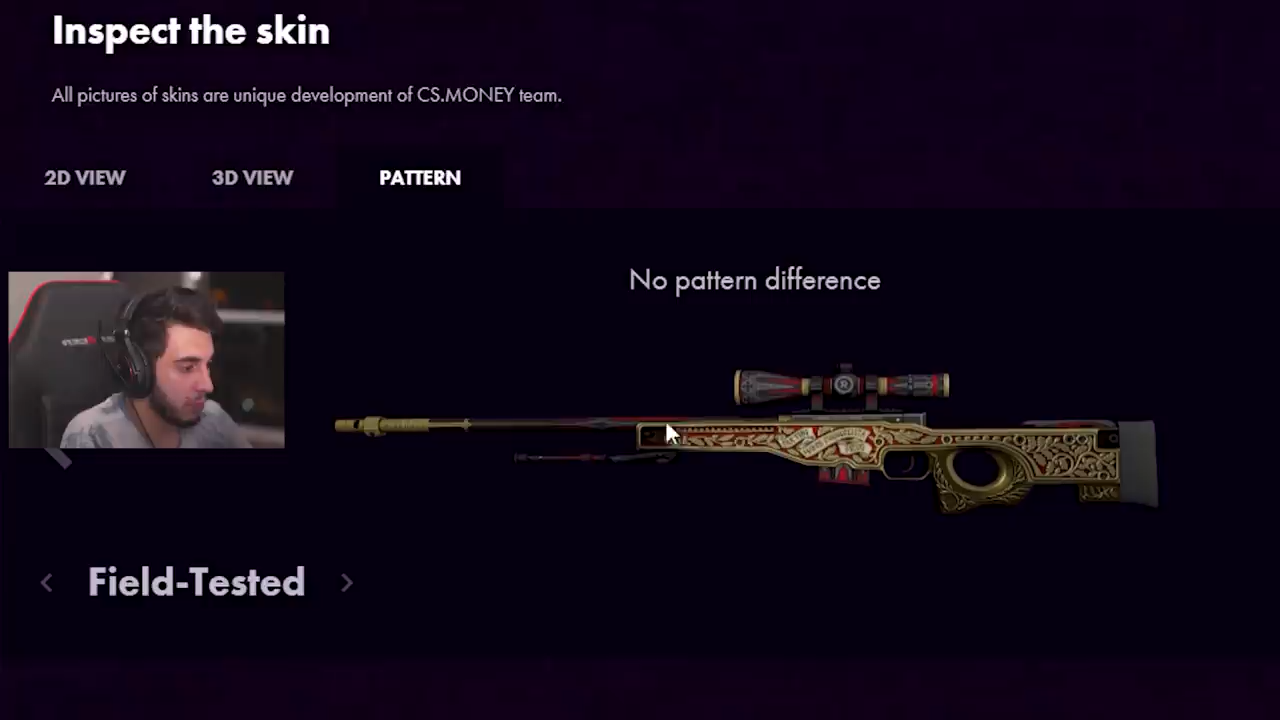 Inspect the skin
All pictures of skins are unique development of CS.MONEY team.
2D VIEW 3D VIEW PATTERN
No pattern difference
R
Field-Tested